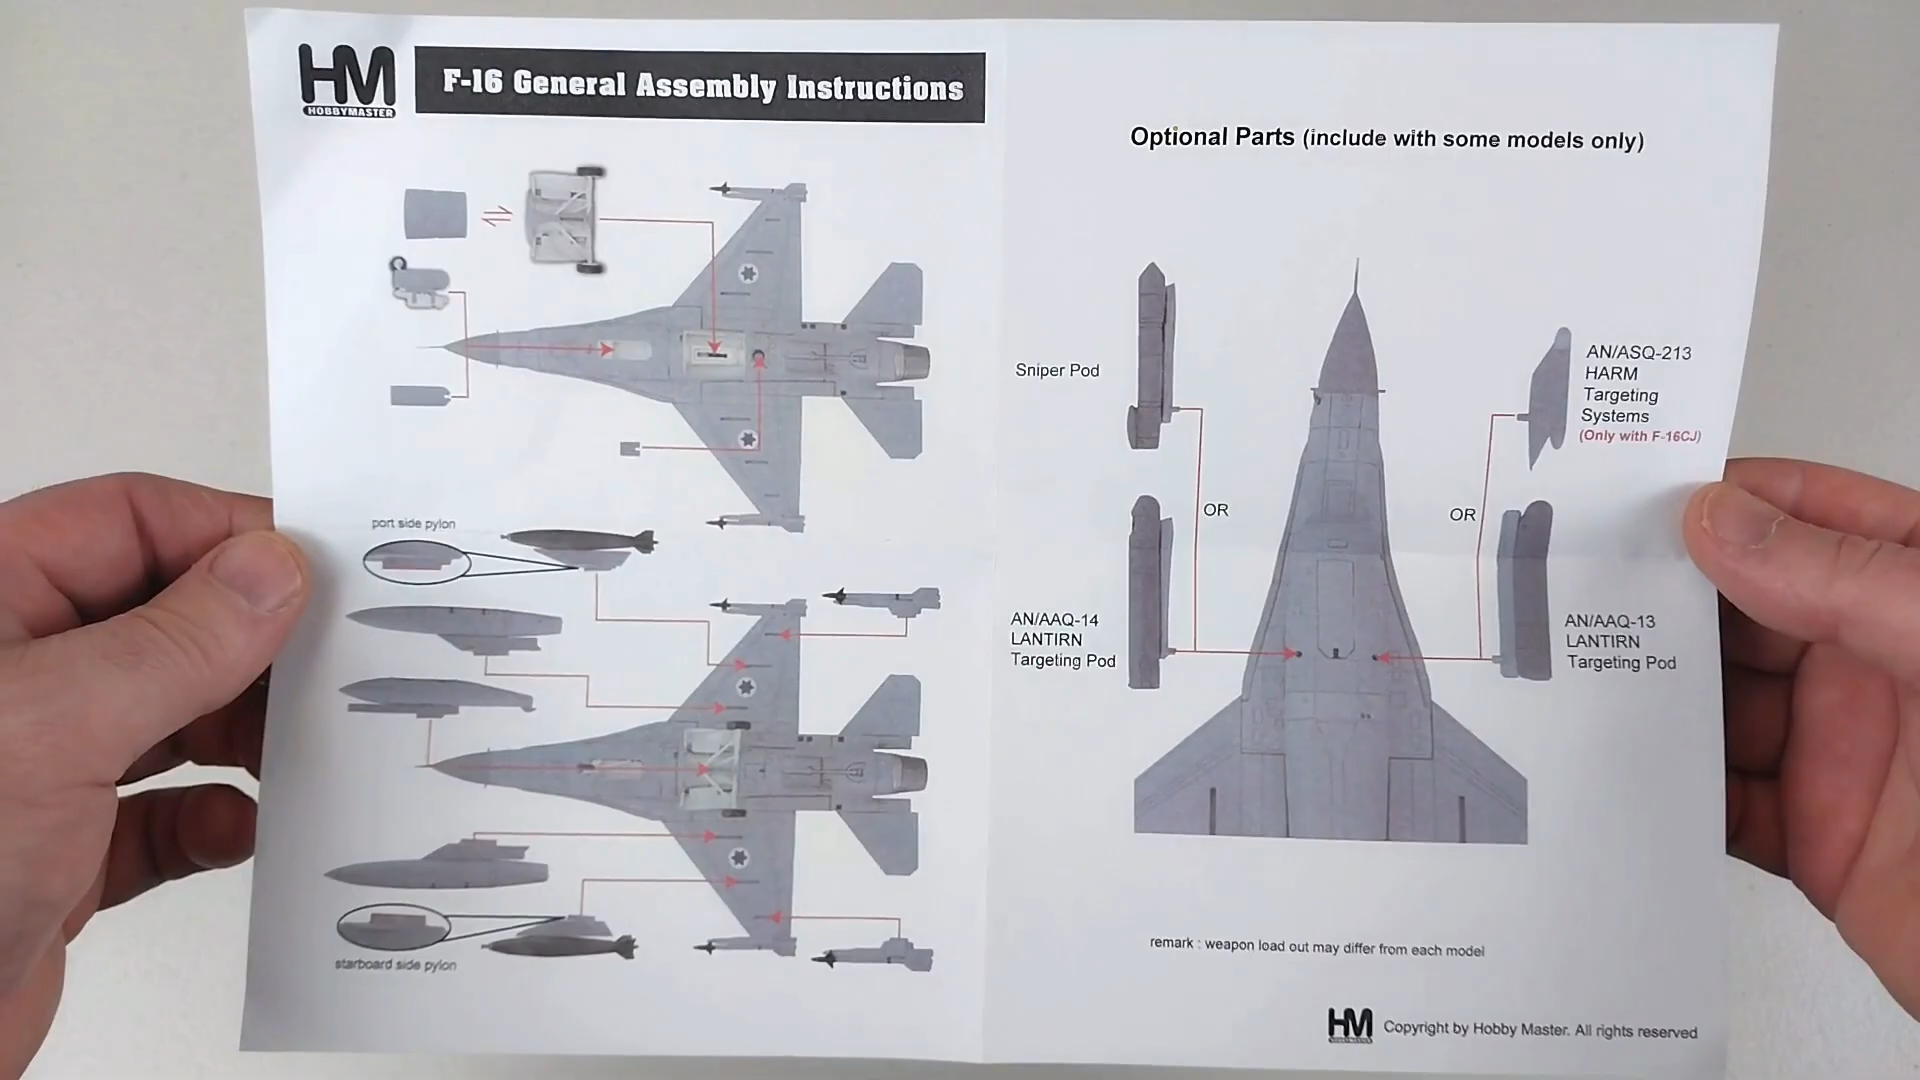 HM
HOBBYMASTER
F-16 General Assembly Instructions
port side pylon
starboard side pylon
Optional Parts (include with some models only)
Sniper Pod
AN/ASQ-213
HARM
Targeting
Systems
(Only with F-16CJ)
OR
OR
AN/AAQ-14
LANTIRN
Targeting Pod
AN/AAQ-13
LANTIRN
Targeting Pod
remark : weapon load out may differ from each model
HM
HOBBYMASTER
Copyright by Hobby Master. All rights reserved